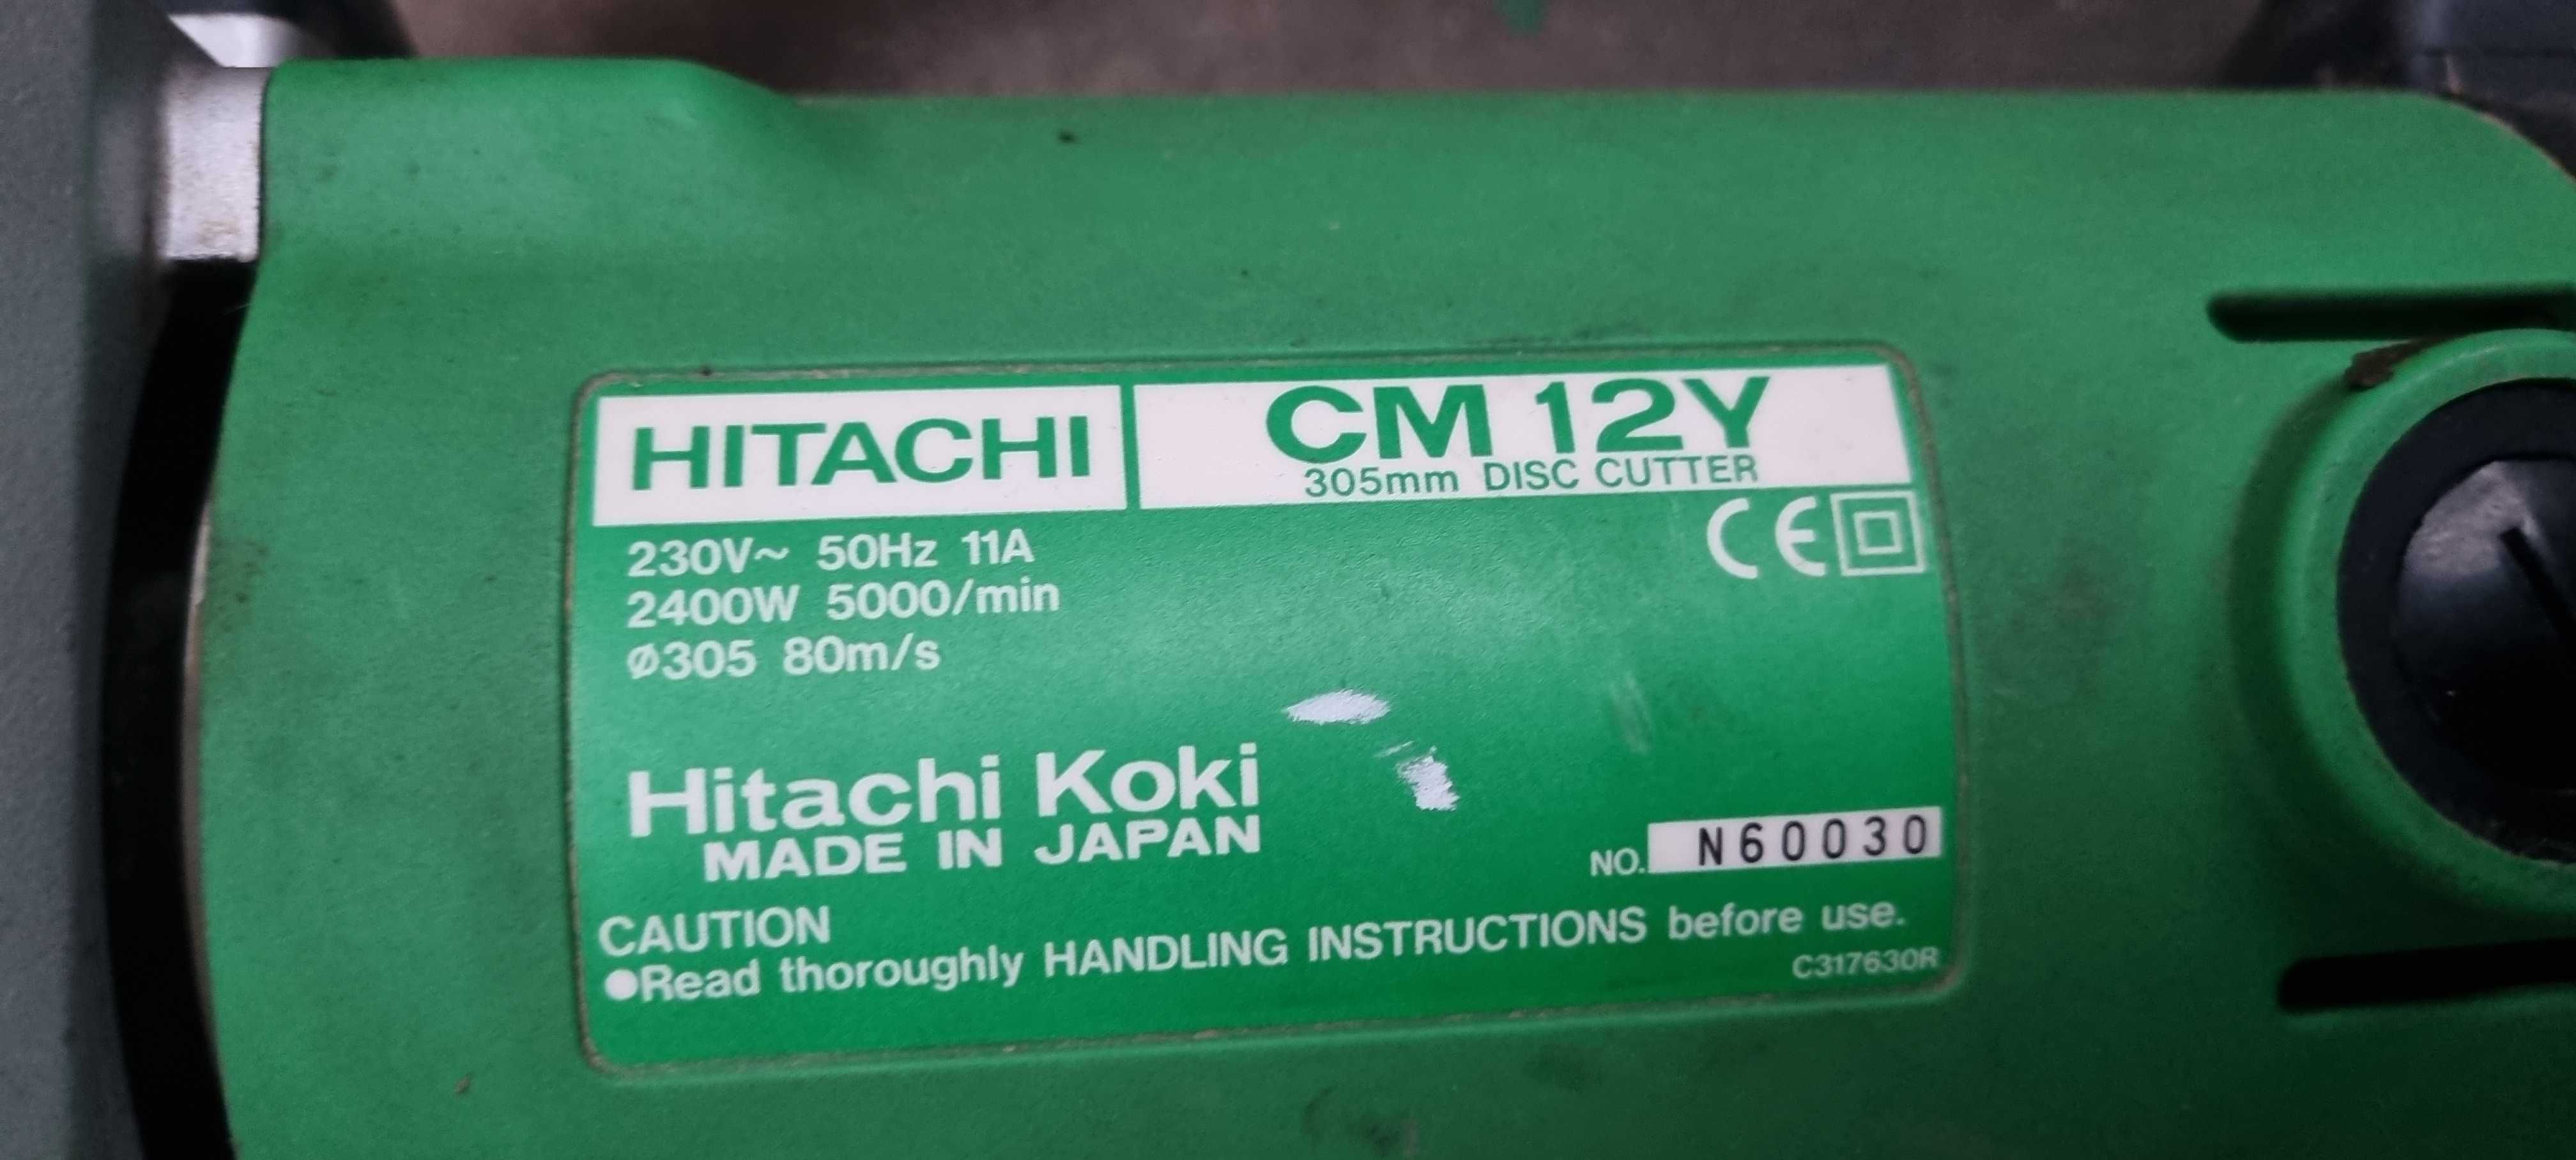 HITACHI
CM 12Y
305mm DISC CUTTER
230V~ 50Hz 11A
2400W 5000/min
Ø305 80m/s
CE
Hitachi Koki
MADE IN JAPAN
NO. N60030
CAUTION
●Read thoroughly HANDLING INSTRUCTIONS before use.
C317630R